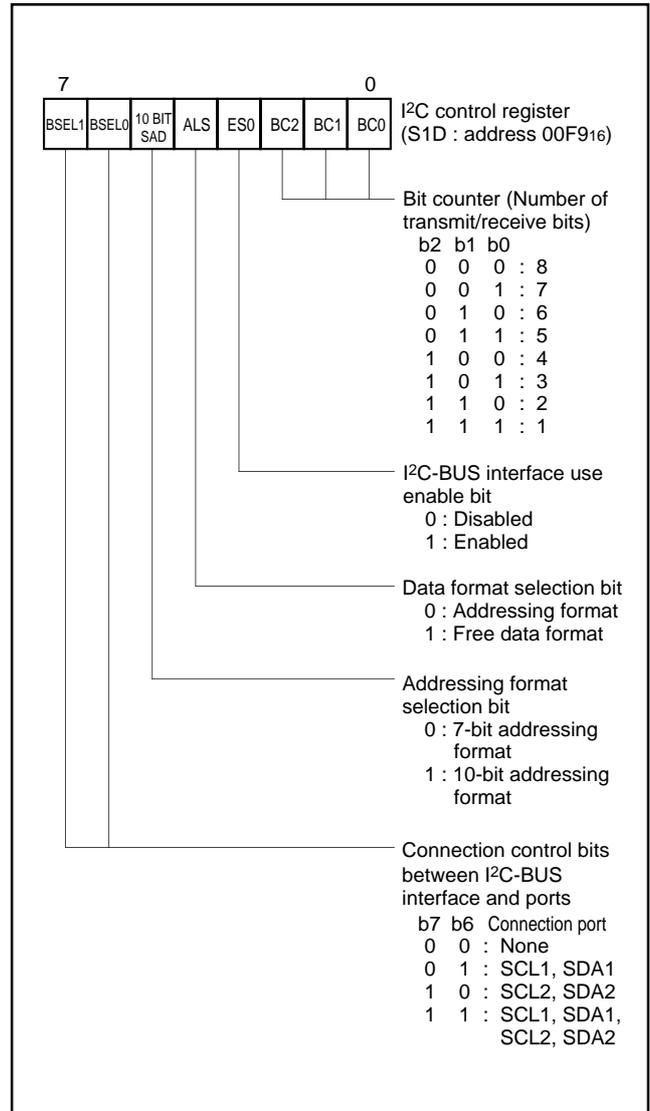 7 0
BSEL1 BSEL0 10 BIT SAD ALS ES0 BC2 BC1 BC0
I2C control register
(S1D : address 00F916)
Bit counter (Number of
transmit/receive bits)
b2 b1 b0
0 0 0 : 8
0 0 1 : 7
0 1 0 : 6
0 1 1 : 5
1 0 0 : 4
1 0 1 : 3
1 1 0 : 2
1 1 1 : 1
I2C-BUS interface use
enable bit
0 : Disabled
1 : Enabled
Data format selection bit
0 : Addressing format
1 : Free data format
Addressing format
selection bit
0 : 7-bit addressing
format
1 : 10-bit addressing
format
Connection control bits
between I2C-BUS
interface and ports
b7 b6 Connection port
0 0 : None
0 1 : SCL1, SDA1
1 0 : SCL2, SDA2
1 1 : SCL1, SDA1,
SCL2, SDA2